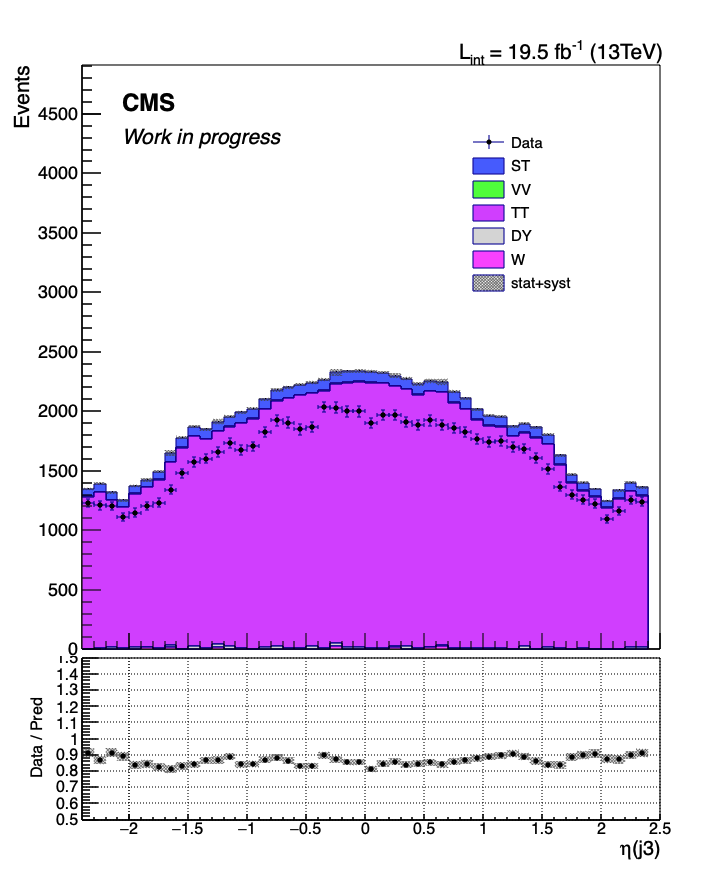 L_int = 19.5 fb⁻¹ (13TeV)
Events
CMS
Work in progress
4500
4000
3500
3000
2500
2000
1500
1000
500
0
Data
ST
VV
TT
DY
W
stat+syst
Data / Pred
1.5
1.4
1.3
1.2
1.1
1
0.9
0.8
0.7
0.6
0.5
−2 −1.5 −1 −0.5 0 0.5 1 1.5 2 2.5
η(j3)